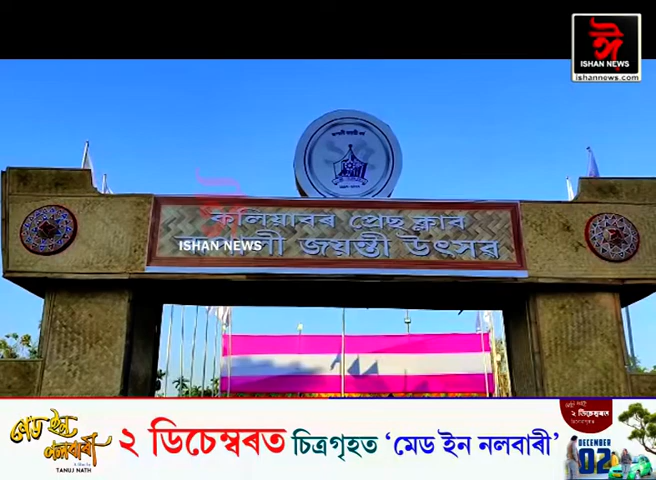 ঈ
ISHAN NEWS
ishannews.com
কলিয়াবৰ প্ৰেছ ক্লাব
জয়ন্তী উৎসৱ
ISHAN NEWS
মেড ইন
নলবাৰী
TANUJ NATH
২ ডিচেম্বৰত চিত্ৰগৃহত ‘মেড ইন নলবাৰী’
২ ডিচেম্বৰত
DECEMBER
02